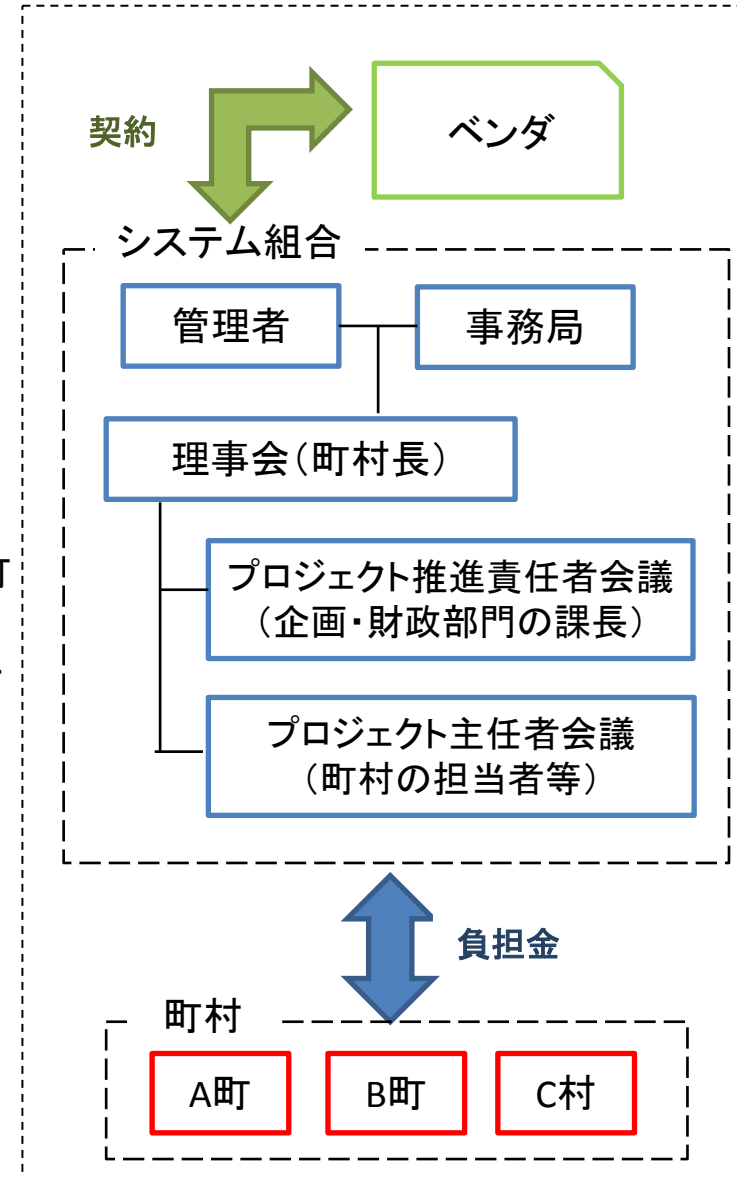 契約
ベンダ
システム組合
管理者
事務局
理事会(町村長)
プロジェクト推進責任者会議
(企画・財政部門の課長)
プロジェクト主任者会議
(町村の担当者等)
負担金
町村
A町
B町
C村